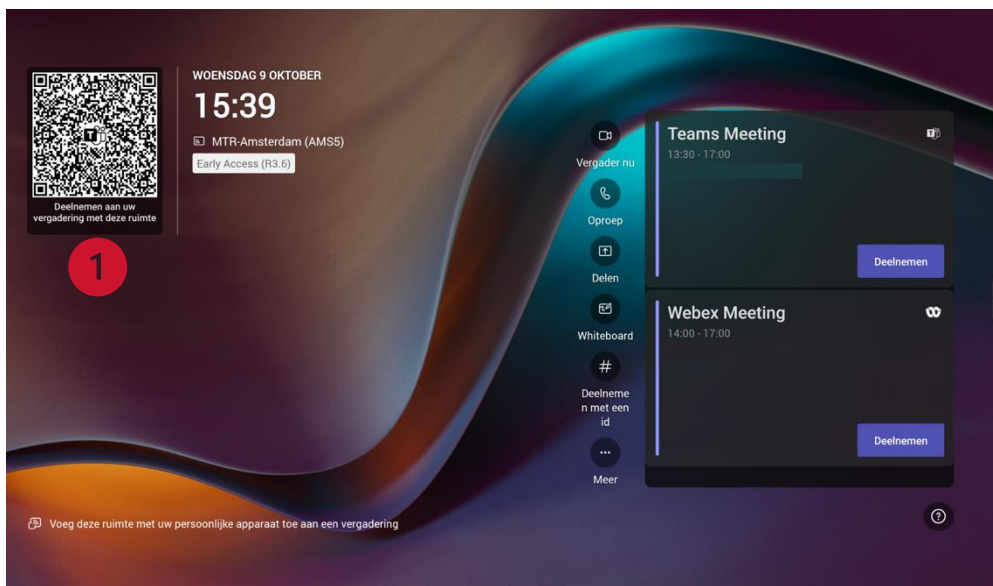 WOENSDAG 9 OKTOBER
15:39
MTR-Amsterdam (AMS5)
Early Access (R3.6)
Deelnemen aan uw
vergadering met deze ruimte
1
Vergader nu
Oproep
Delen
Whiteboard
#
Deelneme
n met een
id
Meer
Teams Meeting
13:30 - 17:00
Deelnemen
Webex Meeting
14:00 - 17:00
Deelnemen
Voeg deze ruimte met uw persoonlijke apparaat toe aan een vergadering
?